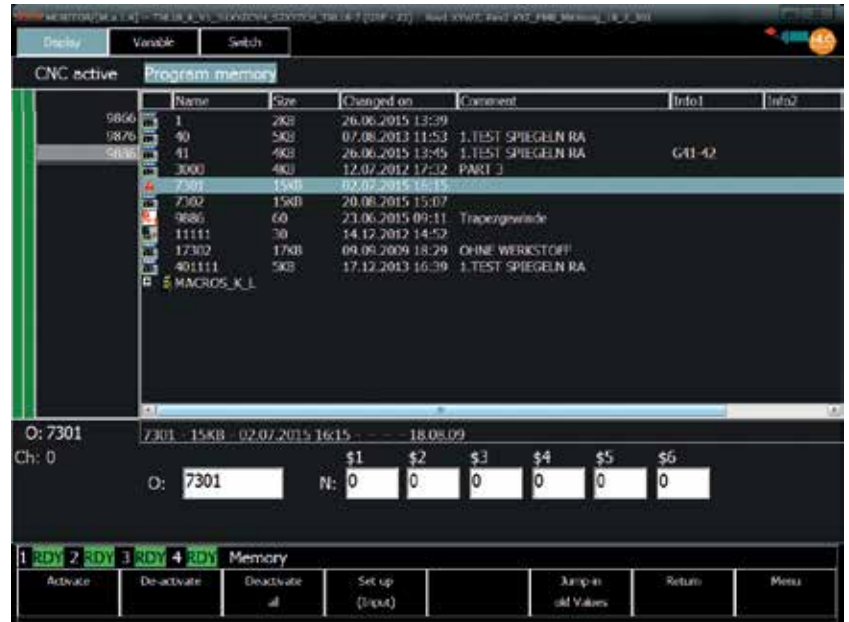 Display Variable Switch
CNC active Program memory
Name Size Changed on Comment Info1 Info2
9866
9876
9886
1 2KB 26.06.2015 13:39
40 5KB 07.08.2013 11:53 1.TEST SPIEGELN RA
41 4KB 26.06.2015 13:45 1.TEST SPIEGELN RA G41-42
3000 4KB 12.07.2012 17:32 PART 3
7301 15KB 02.07.2015 16:15
7302 15KB 20.08.2015 15:07
9886 60 23.06.2015 09:11 Trapezgewinde
11111 30 14.12.2012 14:52
17302 17KB 09.09.2009 18:29 OHNE WERKSTOFF
401111 5KB 17.12.2013 16:39 1.TEST SPIEGELN RA
MACROS_K_L
O: 7301 7301 - 15KB - 02.07.2015 16:15 - - - - 18.08.09
Ch: 0
$1 $2 $3 $4 $5 $6
O: 7301 N: 0 0 0 0 0 0
1 RDY 2 RDY 3 RDY 4 RDY Memory
Activate De-activate Deactivate all Set up (Input) Jump-in old Values Return Menu